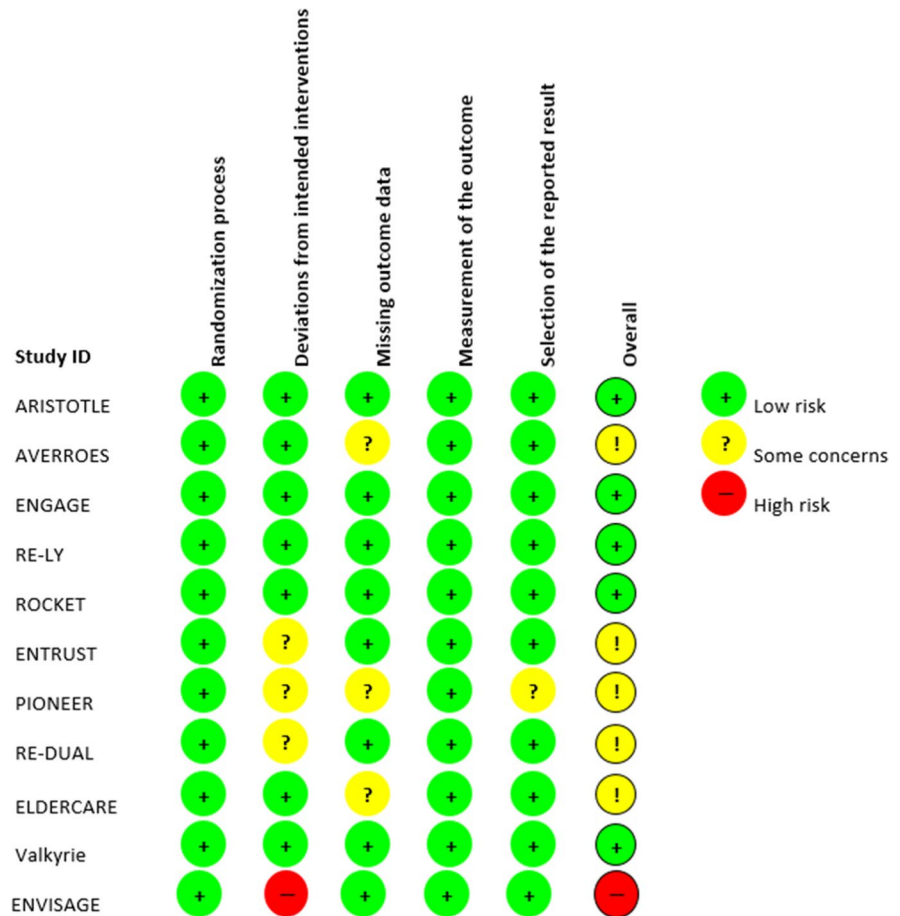 Randomization process
Deviations from intended interventions
Missing outcome data
Measurement of the outcome
Selection of the reported result
Overall
Study ID
ARISTOTLE + + + + + +
AVERROES + + ? + + !
ENGAGE + + + + + +
RE-LY + + + + + +
ROCKET + + + + + +
ENTRUST + ? + + + !
PIONEER + ? ? + ? !
RE-DUAL + ? + + + !
ELDERCARE + + ? + + !
Valkyrie + + + + + +
ENVISAGE + − + + + −
+ Low risk
? Some concerns
− High risk